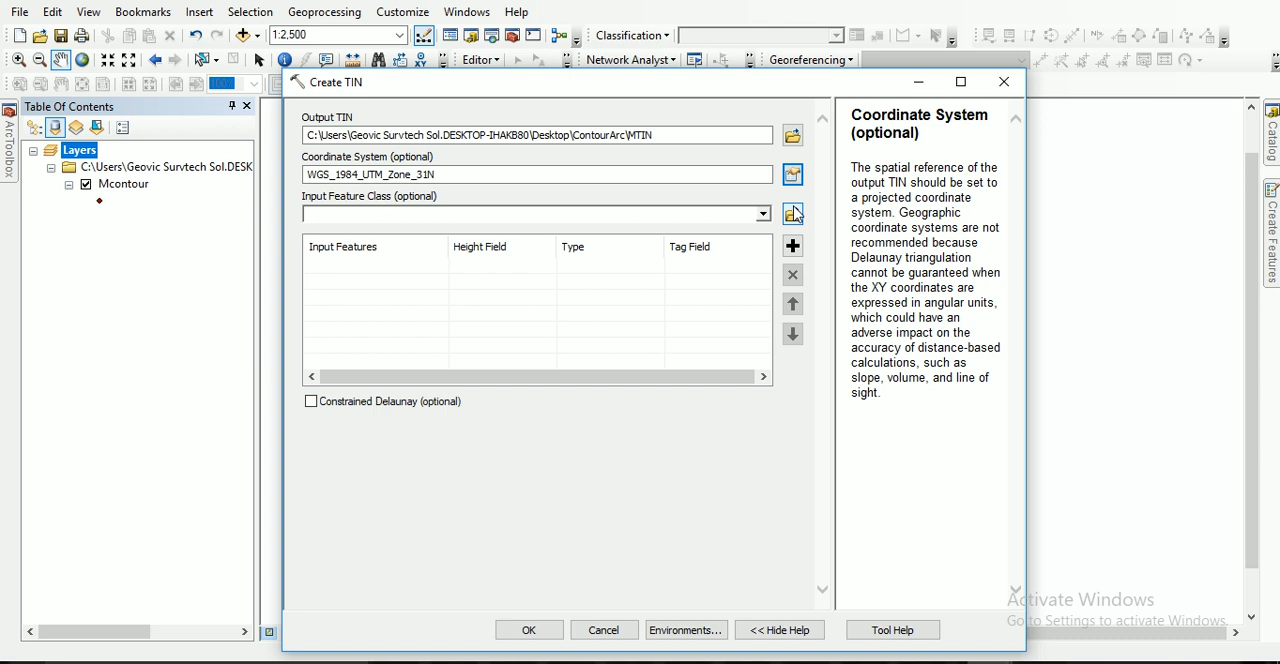 File Edit View Bookmarks Insert Selection Geoprocessing Customize Windows Help
1:2,500 Classification
Editor Network Analyst Georeferencing
100%
Create TIN
Table Of Contents
Layers
C:\Users\Geovic Survtech Sol.DESK
Mcontour
ArcToolbox
Output TIN
C:\Users\Geovic Survtech Sol.DESKTOP-IHAKB80\Desktop\ContourArc\MTIN
Coordinate System (optional)
WGS_1984_UTM_Zone_31N
Input Feature Class (optional)
Input Features Height Field Type Tag Field
Constrained Delaunay (optional)
OK Cancel Environments... << Hide Help Tool Help
Coordinate System
(optional)
The spatial reference of the
output TIN should be set to
a projected coordinate
system. Geographic
coordinate systems are not
recommended because
Delaunay triangulation
cannot be guaranteed when
the XY coordinates are
expressed in angular units,
which could have an
adverse impact on the
accuracy of distance-based
calculations, such as
slope, volume, and line of
sight.
Catalog
Create Features
Activate Windows
Go to Settings to activate Windows.